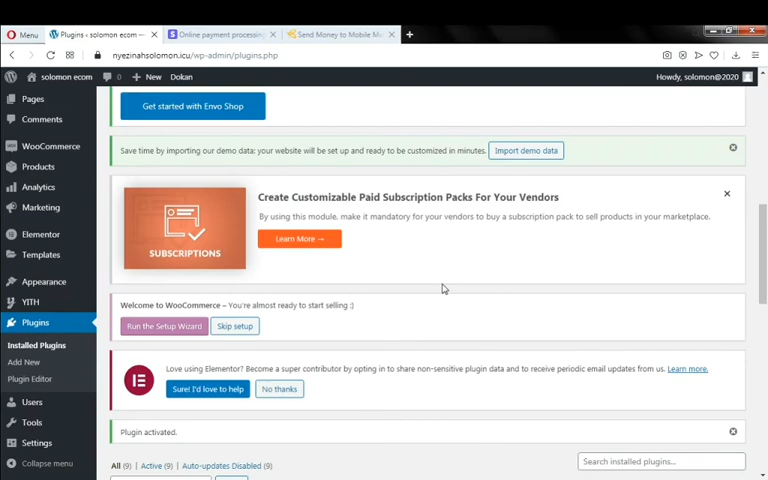 Menu
Plugins ‹ solomon ecom —
Online payment processing
Send Money to Mobile Mo
nyezinahsolomon.icu/wp-admin/plugins.php
solomon ecom
0
New
Dokan
Howdy, solomon@2020
Pages
Comments
WooCommerce
Products
Analytics
Marketing
Elementor
Templates
Appearance
YITH
Plugins
Installed Plugins
Add New
Plugin Editor
Users
Tools
Settings
Collapse menu
Get started with Envo Shop
Save time by importing our demo data: your website will be set up and ready to be customized in minutes.
Import demo data
SUBSCRIPTIONS
Create Customizable Paid Subscription Packs For Your Vendors
By using this module, make it mandatory for your vendors to buy a subscription pack to sell products in your marketplace.
Learn More →
Welcome to WooCommerce – You're almost ready to start selling :)
Run the Setup Wizard
Skip setup
Love using Elementor? Become a super contributor by opting in to share non-sensitive plugin data and to receive periodic email updates from us. Learn more.
Sure! I'd love to help
No thanks
Plugin activated.
All (9) | Active (9) | Auto-updates Disabled (9)
Search installed plugins...